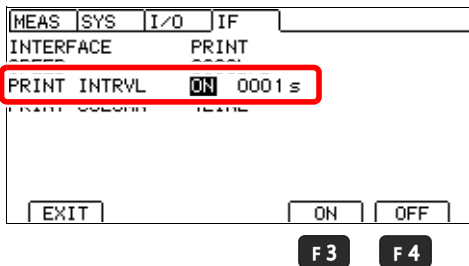 MEAS SYS I/O IF
INTERFACE PRINT
PRINT INTRVL ON 0001s
EXIT ON OFF
F3 F4